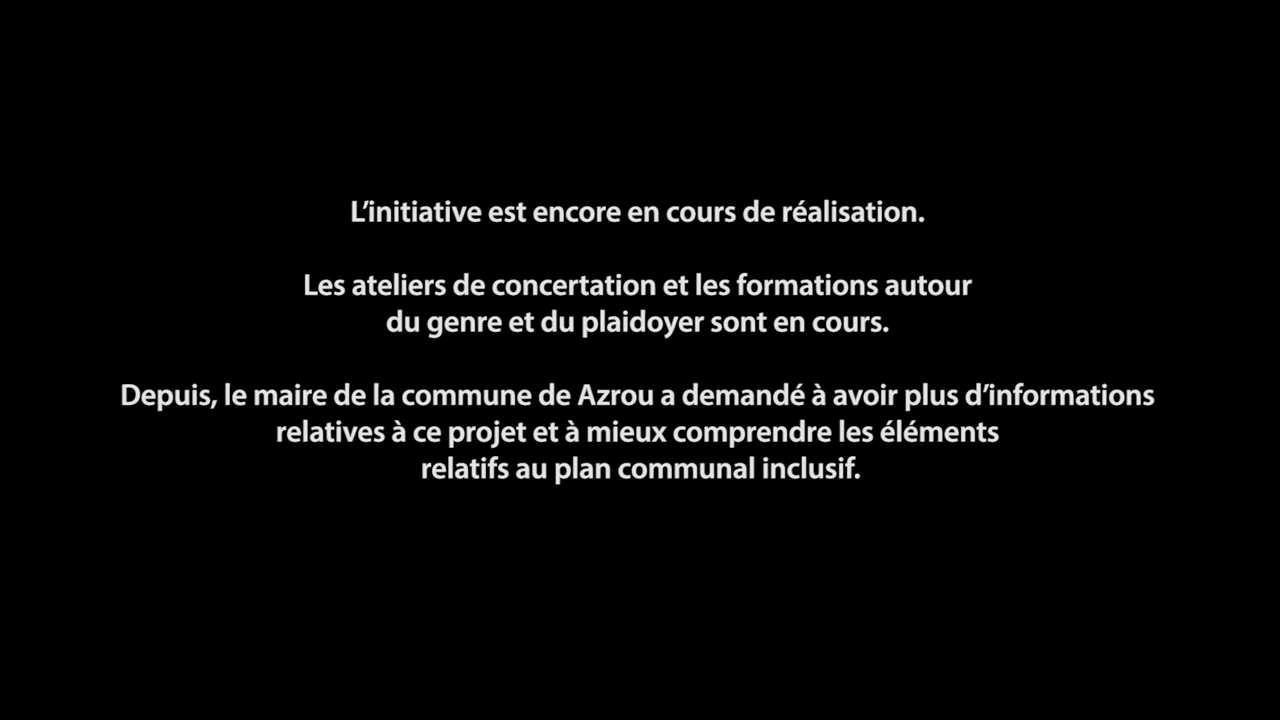 L’initiative est encore en cours de réalisation.
Les ateliers de concertation et les formations autour
du genre et du plaidoyer sont en cours.
Depuis, le maire de la commune de Azrou a demandé à avoir plus d’informations
relatives à ce projet et à mieux comprendre les éléments
relatifs au plan communal inclusif.